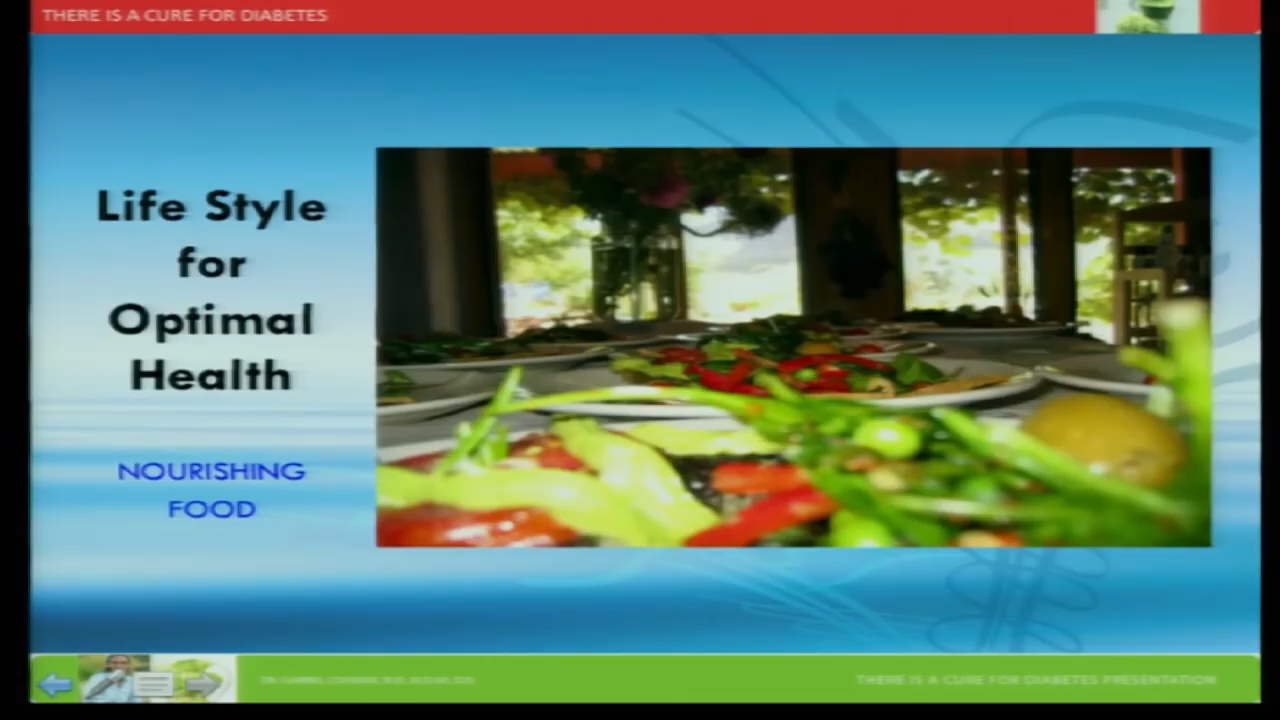 THERE IS A CURE FOR DIABETES
Life Style
for
Optimal
Health
NOURISHING
FOOD
THERE IS A CURE FOR DIABETES PRESENTATION